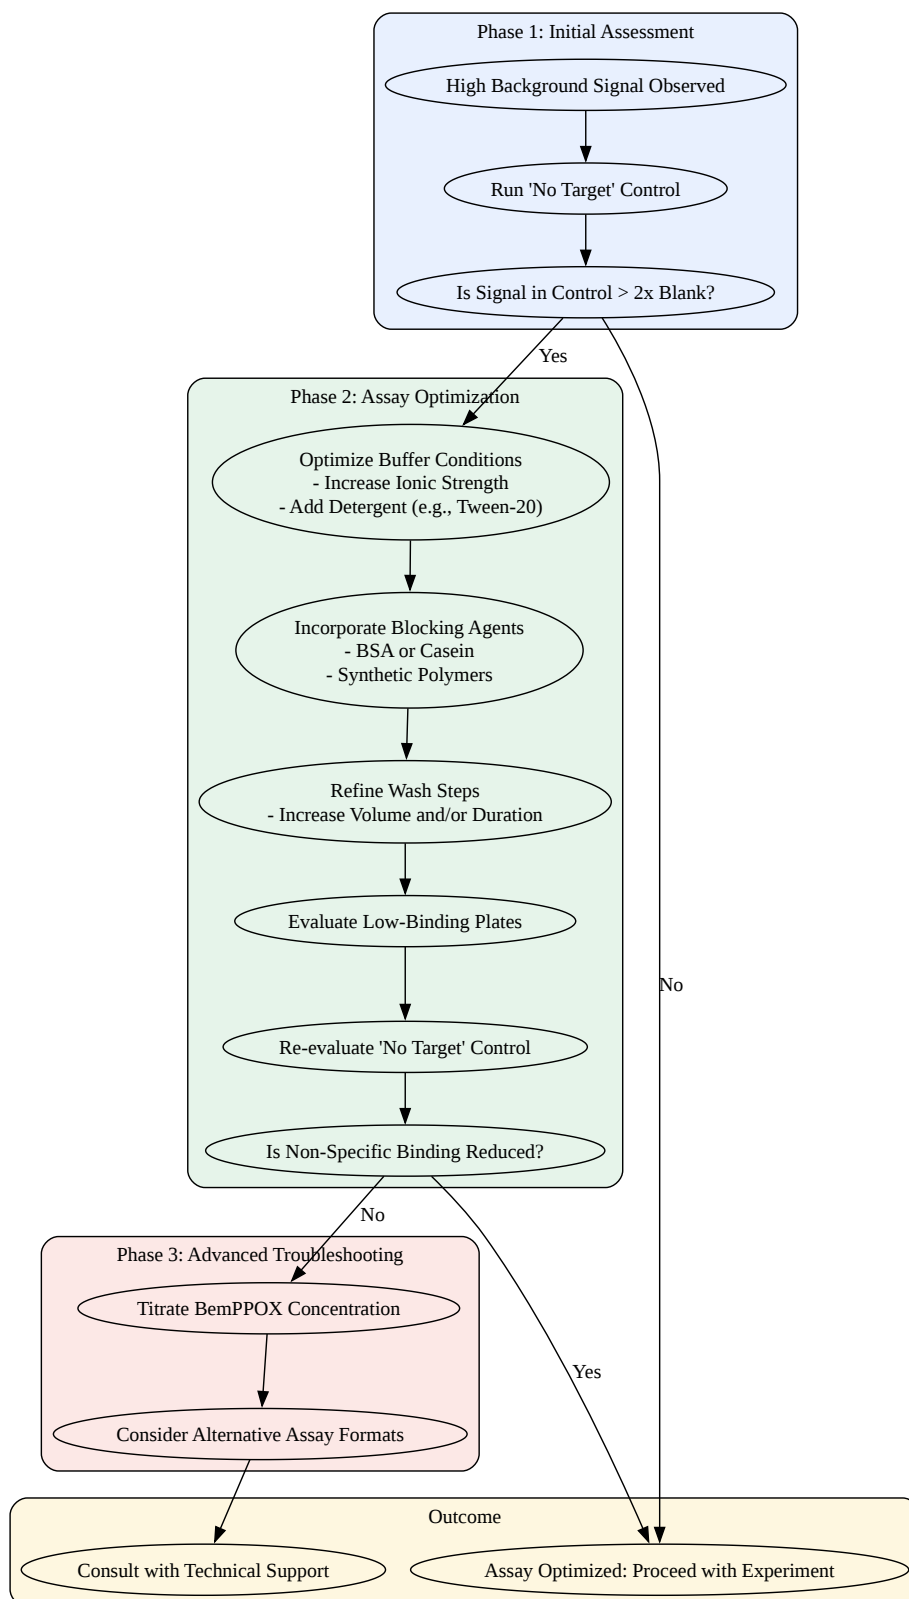 Phase 1: Initial Assessment
High Background Signal Observed
Run 'No Target' Control
Is Signal in Control > 2x Blank?
Yes
Phase 2: Assay Optimization
Optimize Buffer Conditions
- Increase Ionic Strength
- Add Detergent (e.g., Tween-20)
Incorporate Blocking Agents
- BSA or Casein
- Synthetic Polymers
Refine Wash Steps
- Increase Volume and/or Duration
Evaluate Low-Binding Plates
No
Re-evaluate 'No Target' Control
Is Non-Specific Binding Reduced?
No
Phase 3: Advanced Troubleshooting
Titrate BemPPOX Concentration
Yes
Consider Alternative Assay Formats
Outcome
Consult with Technical Support
Assay Optimized: Proceed with Experiment